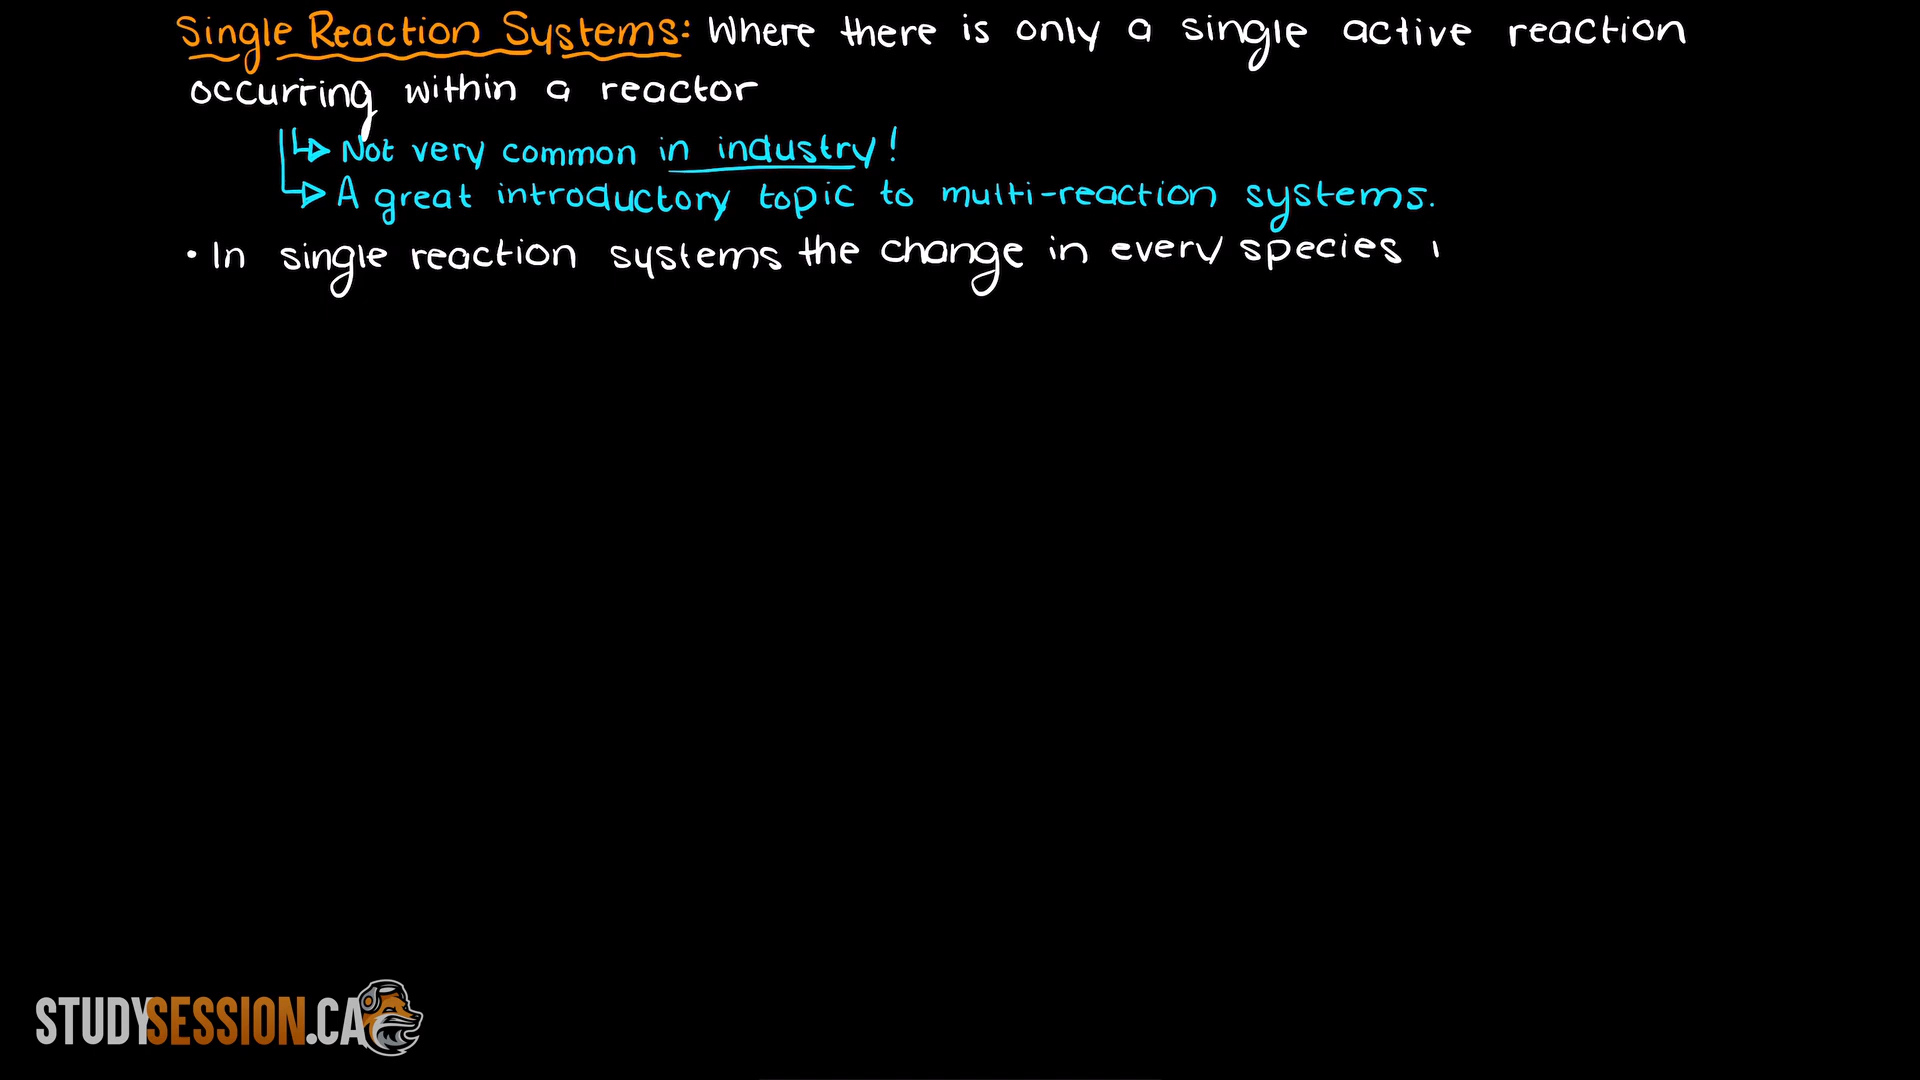 Single Reaction Systems: Where there is only a single active reaction
occurring within a reactor
Not very common in industry!
A great introductory topic to multi-reaction systems.
• In single reaction systems the change in every species
STUDYSESSION.CA